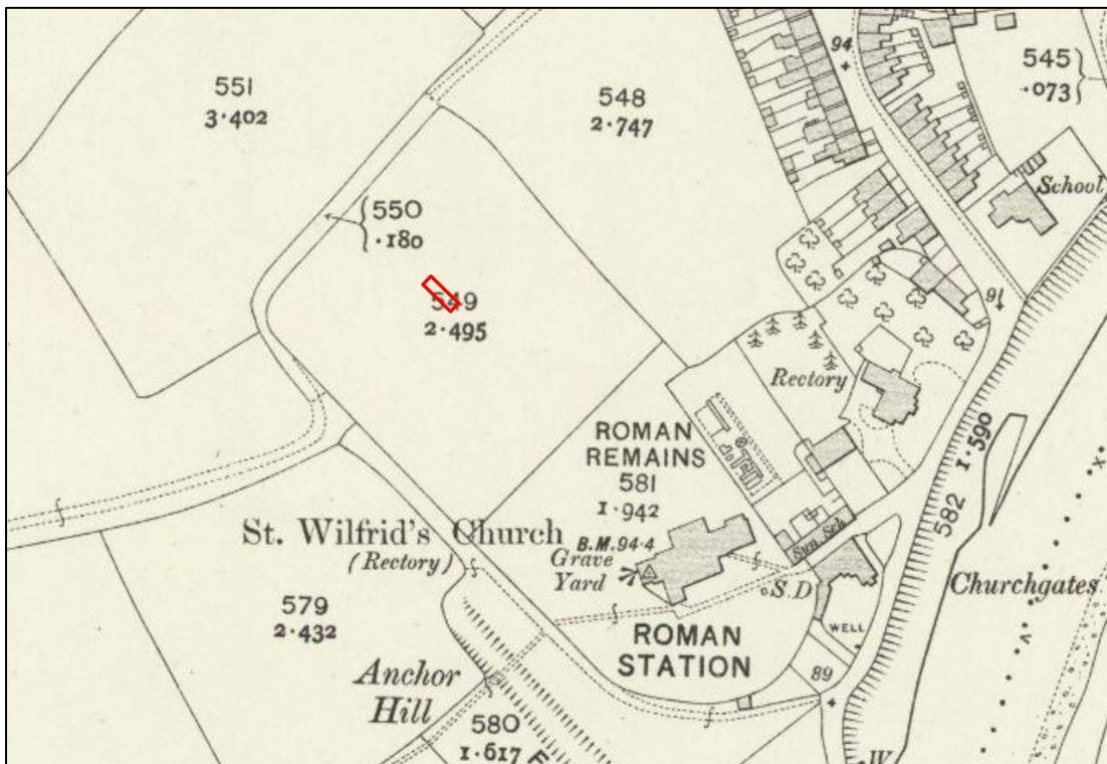 551
3·402
548
2·747
94
545
·073
School
550
·180
549
2·495
91
Rectory
ROMAN
REMAINS
581
1·942
St. Wilfrid's Church
(Rectory)
B.M.94·4
Grave
Yard
Sun. Sch.
S.D
WELL
582 1·590
Churchgates
579
2·432
ROMAN
STATION
89
Anchor
Hill
580
1·617
W